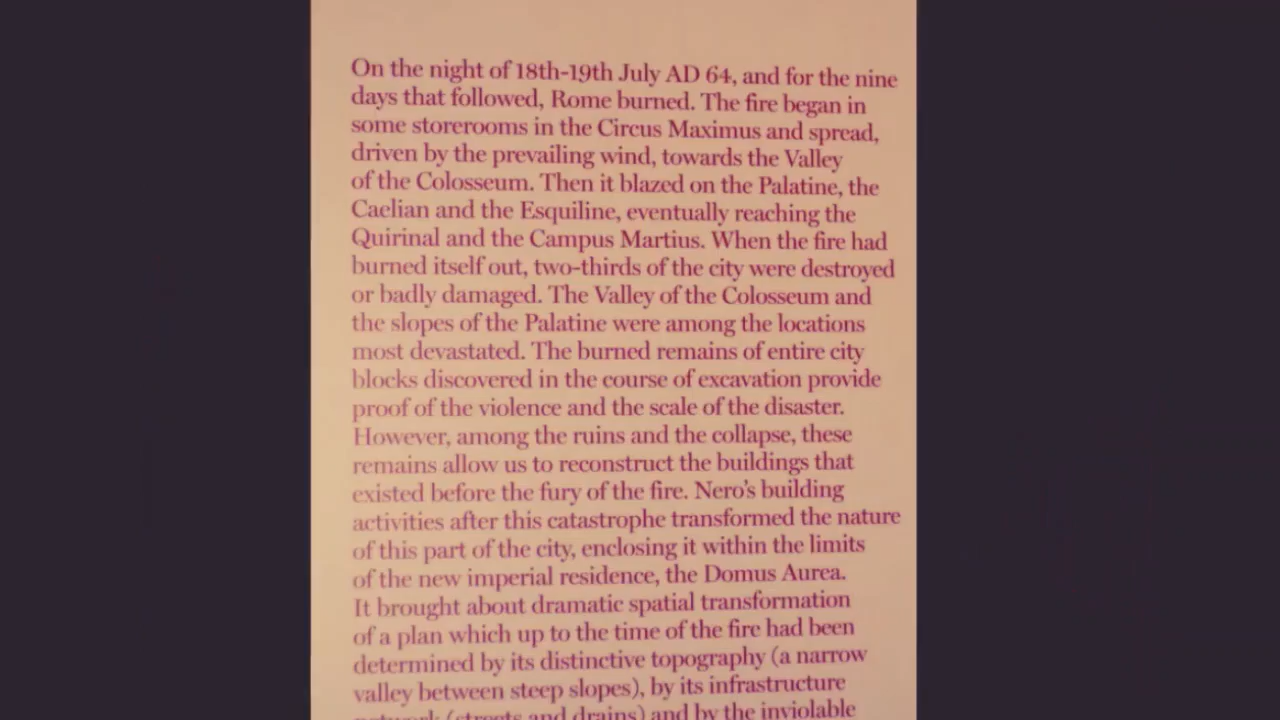 On the night of 18th-19th July AD 64, and for the nine
days that followed, Rome burned. The fire began in
some storerooms in the Circus Maximus and spread,
driven by the prevailing wind, towards the Valley
of the Colosseum. Then it blazed on the Palatine, the
Caelian and the Esquiline, eventually reaching the
Quirinal and the Campus Martius. When the fire had
burned itself out, two-thirds of the city were destroyed
or badly damaged. The Valley of the Colosseum and
the slopes of the Palatine were among the locations
most devastated. The burned remains of entire city
blocks discovered in the course of excavation provide
proof of the violence and the scale of the disaster.
However, among the ruins and the collapse, these
remains allow us to reconstruct the buildings that
existed before the fury of the fire. Nero's building
activities after this catastrophe transformed the nature
of this part of the city, enclosing it within the limits
of the new imperial residence, the Domus Aurea.
It brought about dramatic spatial transformation
of a plan which up to the time of the fire had been
determined by its distinctive topography (a narrow
valley between steep slopes), by its infrastructure
network (streets and drains) and by the inviolable